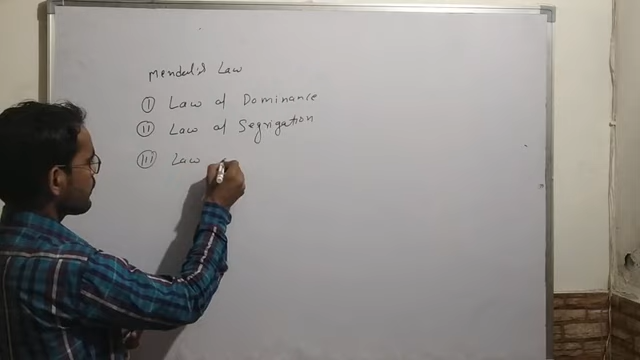 Mendel's Law
(I) Law of Dominance
(II) Law of Segrigation
(III) Law